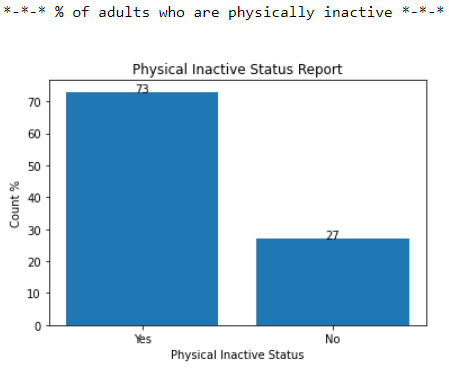 *-*-* % of adults who are physically inactive *-*-*
Physical Inactive Status Report
73
27
70
60
50
40
30
20
10
0
Count %
Yes No
Physical Inactive Status